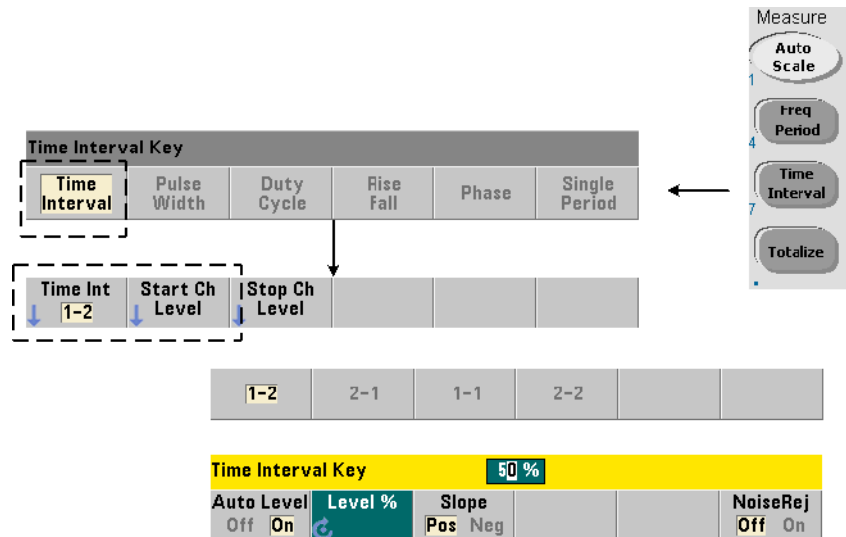 Measure
Auto
Scale
1
Freq
Period
4
Time
Interval
7
Totalize
.
Time Interval Key
Time Interval
Pulse Width
Duty Cycle
Rise Fall
Phase
Single Period
Time Int 1-2
Start Ch Level
Stop Ch Level
1-2 2-1 1-1 2-2
Time Interval Key 50 %
Auto Level Level % Slope NoiseRej
Off On Pos Neg Off On